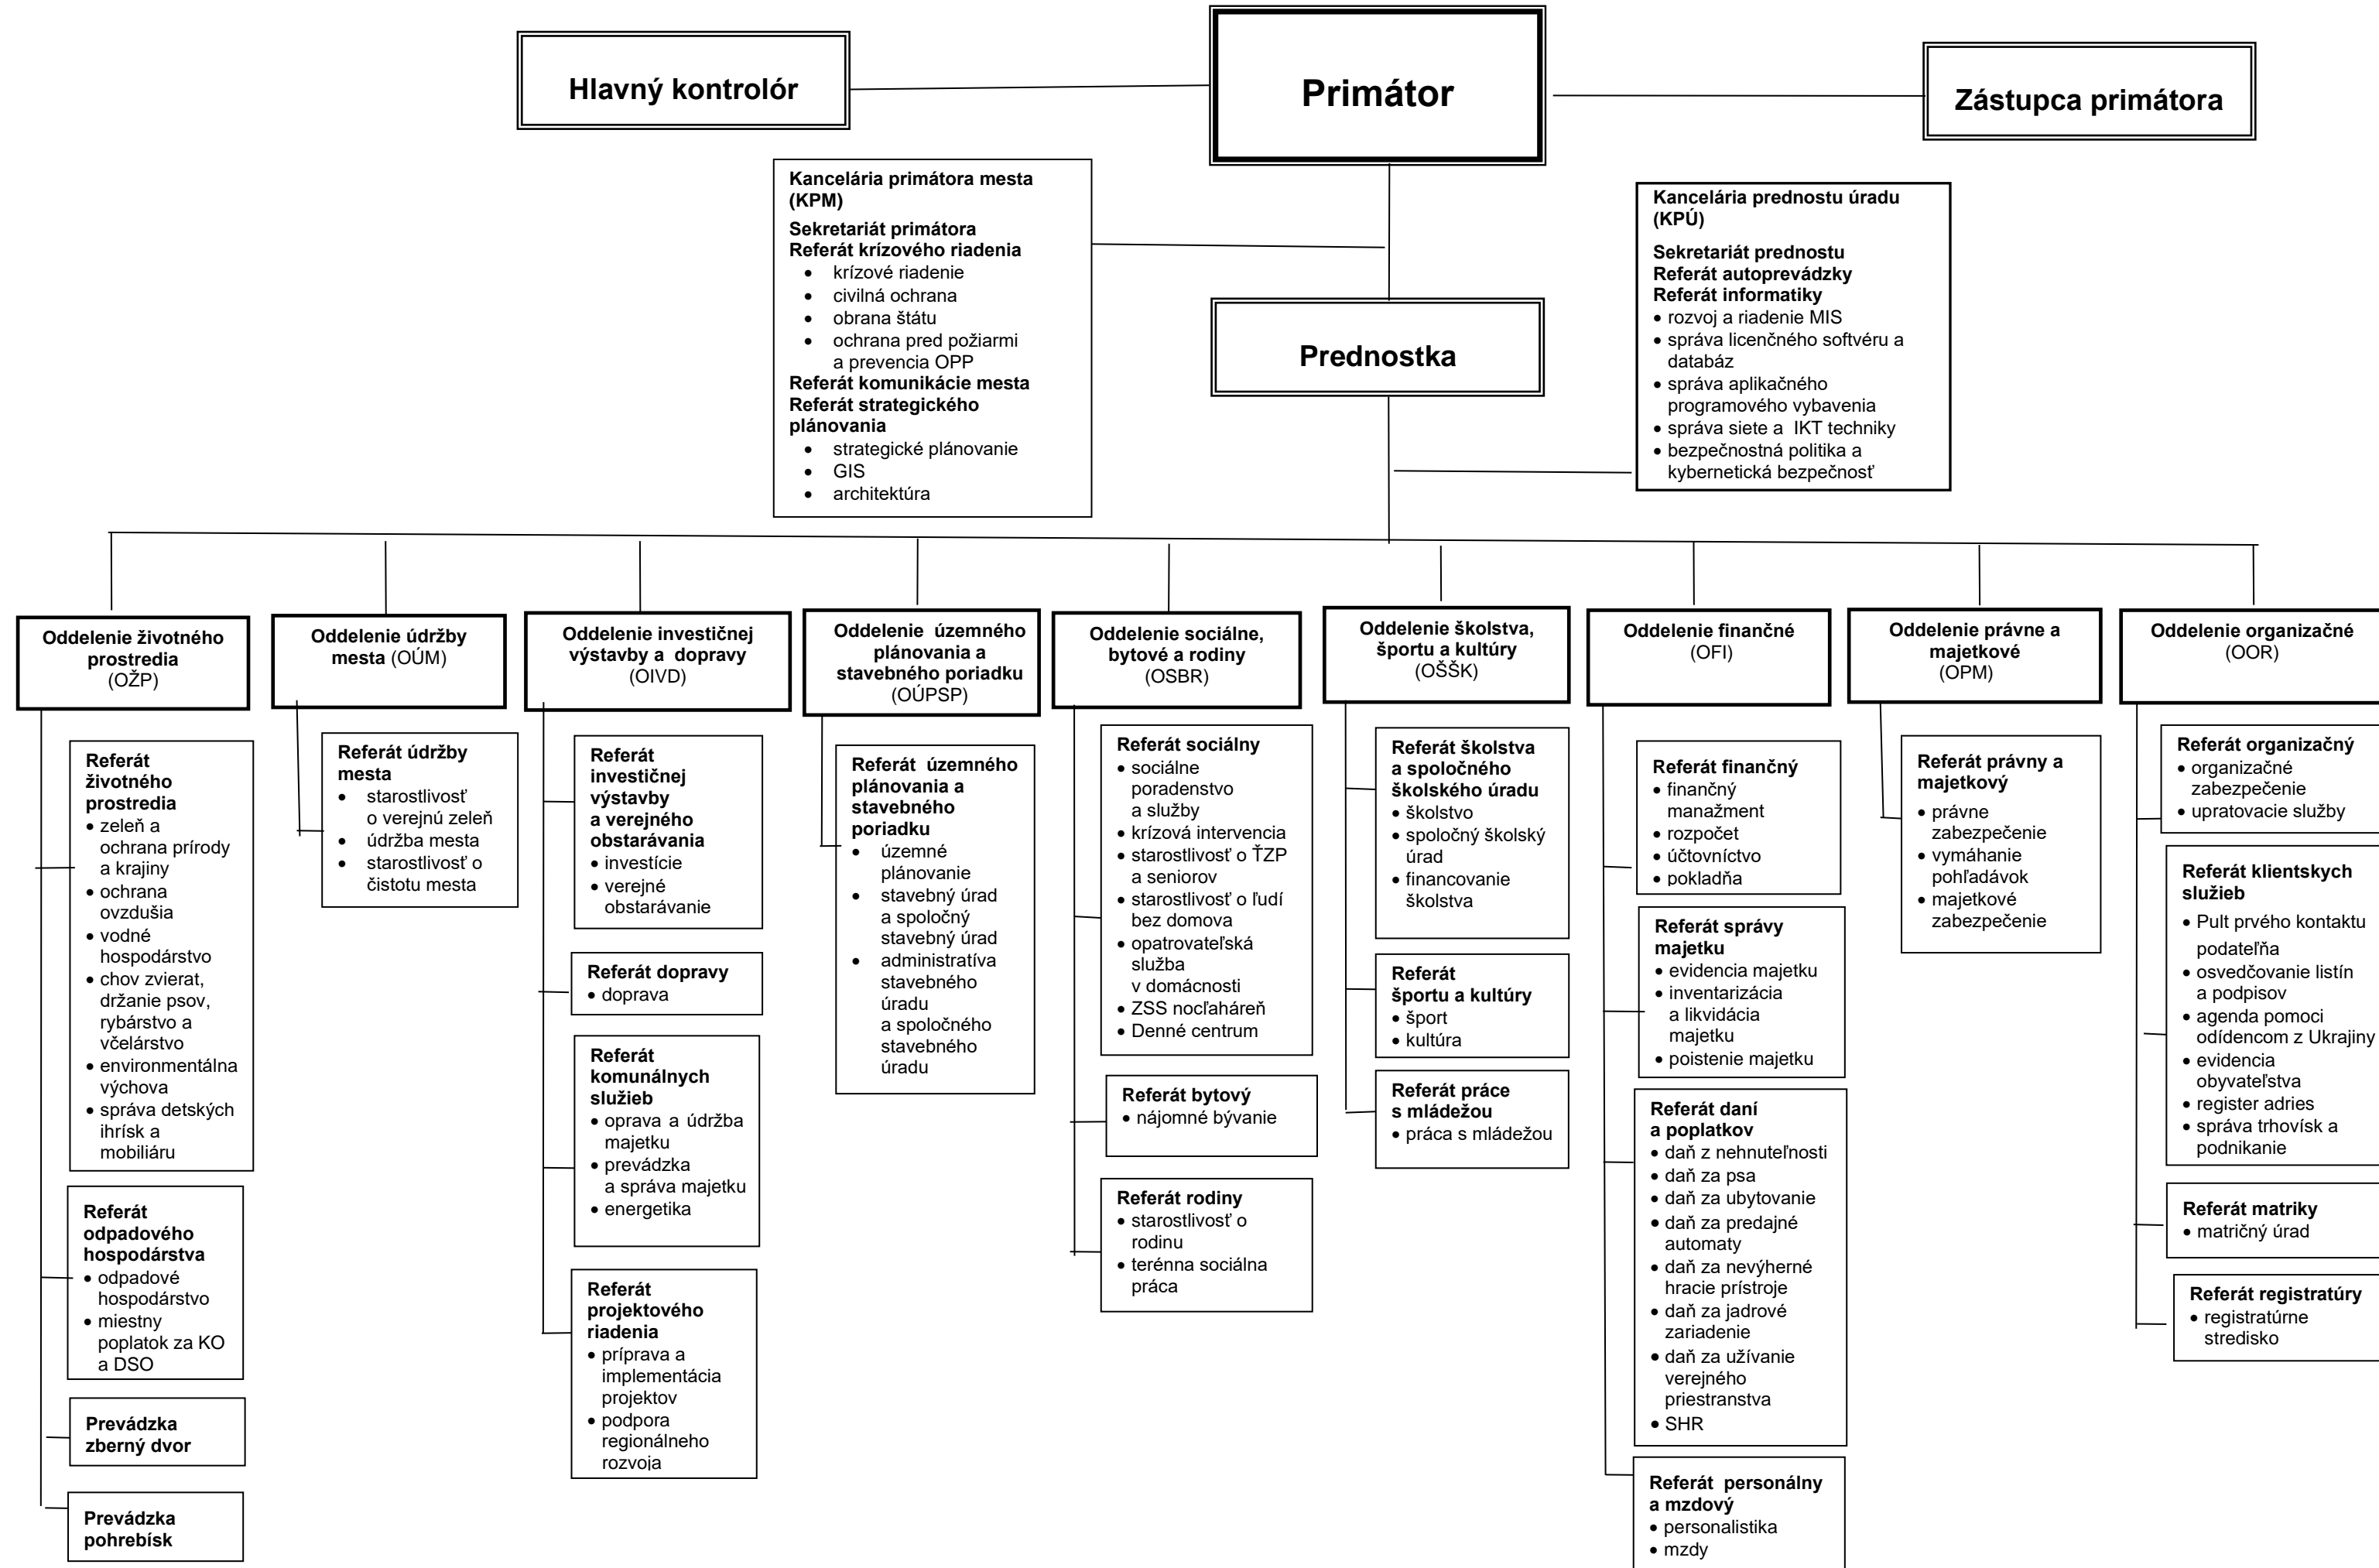 Hlavný kontrolór
Primátor
Zástupca primátora
Kancelária primátora mesta
(KPM)
Sekretariát primátora
Referát krízového riadenia
• krízové riadenie
• civilná ochrana
• obrana štátu
• ochrana pred požiarmi
a prevencia OPP
Referát komunikácie mesta
Referát strategického
plánovania
• strategické plánovanie
• GIS
• architektúra
Prednostka
Kancelária prednostu úradu
(KPÚ)
Sekretariát prednostu
Referát autoprevádzky
Referát informatiky
• rozvoj a riadenie MIS
• správa licenčného softvéru a
databáz
• správa aplikačného
programového vybavenia
• správa siete a IKT techniky
• bezpečnostná politika a
kybernetická bezpečnosť
Oddelenie životného
prostredia
(OŽP)
Referát
životného
prostredia
• zeleň a
ochrana prírody
a krajiny
• ochrana
ovzdušia
• vodné
hospodárstvo
• chov zvierat,
držanie psov,
rybárstvo a
včelárstvo
• environmentálna
výchova
• správa detských
ihrísk a
mobiliáru
Referát
odpadového
hospodárstva
• odpadové
hospodárstvo
• miestny
poplatok za KO
a DSO
Prevádzka
zberný dvor
Prevádzka
pohrebísk
Oddelenie údržby
mesta (OÚM)
Referát údržby
mesta
• starostlivosť
o verejnú zeleň
• údržba mesta
• starostlivosť o
čistotu mesta
Oddelenie investičnej
výstavby a dopravy
(OIVD)
Referát
investičnej
výstavby
a verejného
obstarávania
• investície
• verejné
obstarávanie
Referát dopravy
• doprava
Referát
komunálnych
služieb
• oprava a údržba
majetku
• prevádzka
a správa majetku
• energetika
Referát
projektového
riadenia
• príprava a
implementácia
projektov
• podpora
regionálneho
rozvoja
Oddelenie územného
plánovania a
stavebného poriadku
(OÚPSP)
Referát územného
plánovania a
stavebného
poriadku
• územné
plánovanie
• stavebný úrad
a spoločný
stavebný úrad
• administratíva
stavebného
úradu
a spoločného
stavebného
úradu
Oddelenie sociálne,
bytové a rodiny
(OSBR)
Referát sociálny
• sociálne
poradenstvo
a služby
• krízová intervencia
• starostlivosť o ŤZP
a seniorov
• starostlivosť o ľudí
bez domova
• opatrovateľská
služba
v domácnosti
• ZSS nocľaháreň
• Denné centrum
Referát bytový
• nájomné bývanie
Referát rodiny
• starostlivosť o
rodinu
• terénna sociálna
práca
Oddelenie školstva,
športu a kultúry
(OŠŠK)
Referát školstva
a spoločného
školského úradu
• školstvo
• spoločný školský
úrad
• financovanie
školstva
Referát
športu a kultúry
• šport
• kultúra
Referát práce
s mládežou
• práca s mládežou
Oddelenie finančné
(OFI)
Referát finančný
• finančný
manažment
• rozpočet
• účtovníctvo
• pokladňa
Referát správy
majetku
• evidencia majetku
• inventarizácia
a likvidácia
majetku
• poistenie majetku
Referát daní
a poplatkov
• daň z nehnuteľnosti
• daň za psa
• daň za ubytovanie
• daň za predajné
automaty
• daň za nevýherné
hracie prístroje
• daň za jadrové
zariadenie
• daň za užívanie
verejného
priestranstva
• SHR
Referát personálny
a mzdový
• personalistika
• mzdy
Oddelenie právne a
majetkové
(OPM)
Referát právny a
majetkový
• právne
zabezpečenie
• vymáhanie
pohľadávok
• majetkové
zabezpečenie
Oddelenie organizačné
(OOR)
Referát organizačný
• organizačné
zabezpečenie
• upratovacie služby
Referát klientskych
služieb
• Pult prvého kontaktu
podateľňa
• osvedčovanie listín
a podpisov
• agenda pomoci
odídencom z Ukrajiny
• evidencia
obyvateľstva
• register adries
• správa trhovísk a
podnikanie
Referát matriky
• matričný úrad
Referát registratúry
• registratúrne
stredisko